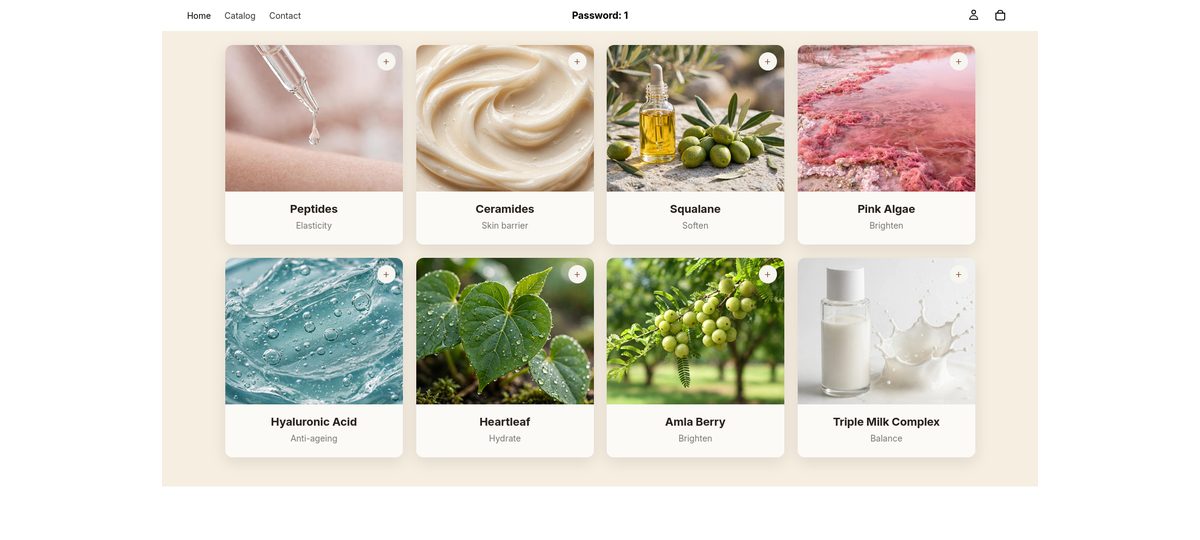 Home Catalog Contact Password: 1
Peptides
Elasticity
Ceramides
Skin barrier
Squalane
Soften
Pink Algae
Brighten
Hyaluronic Acid
Anti-ageing
Heartleaf
Hydrate
Amla Berry
Brighten
Triple Milk Complex
Balance